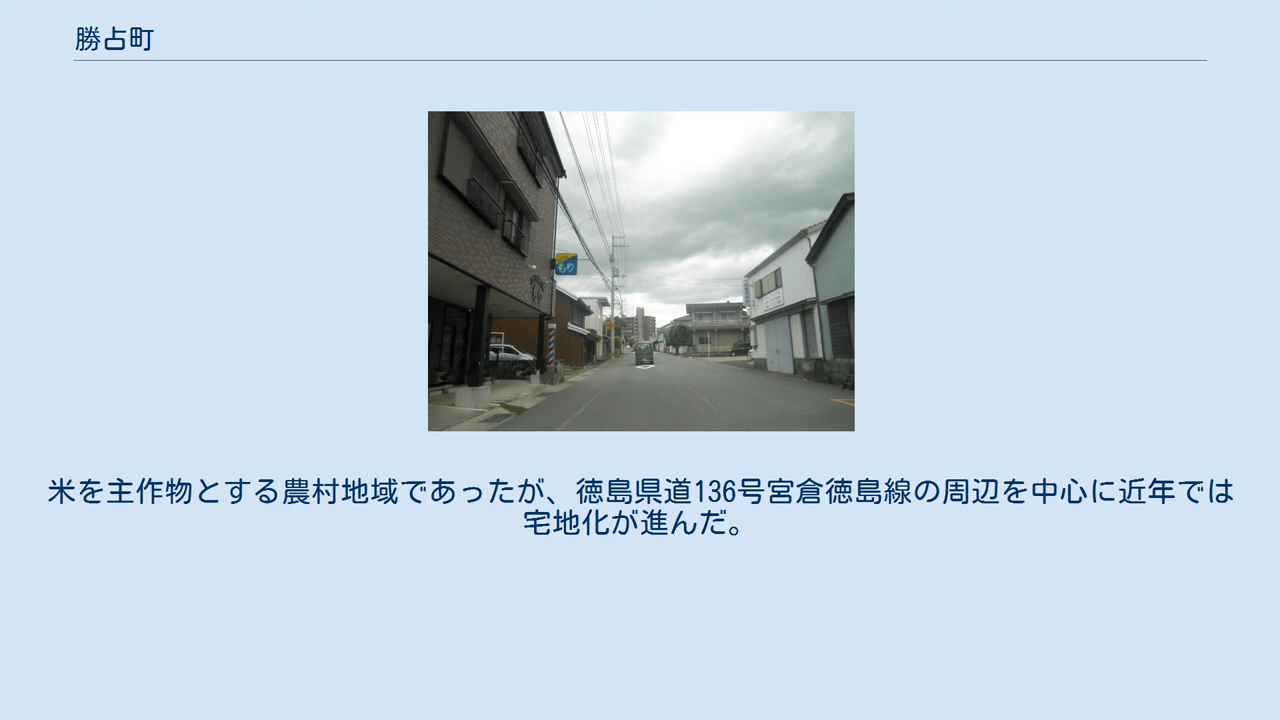 勝占町
もり
米を主作物とする農村地域であったが、徳島県道136号宮倉徳島線の周辺を中心に近年では
宅地化が進んだ。